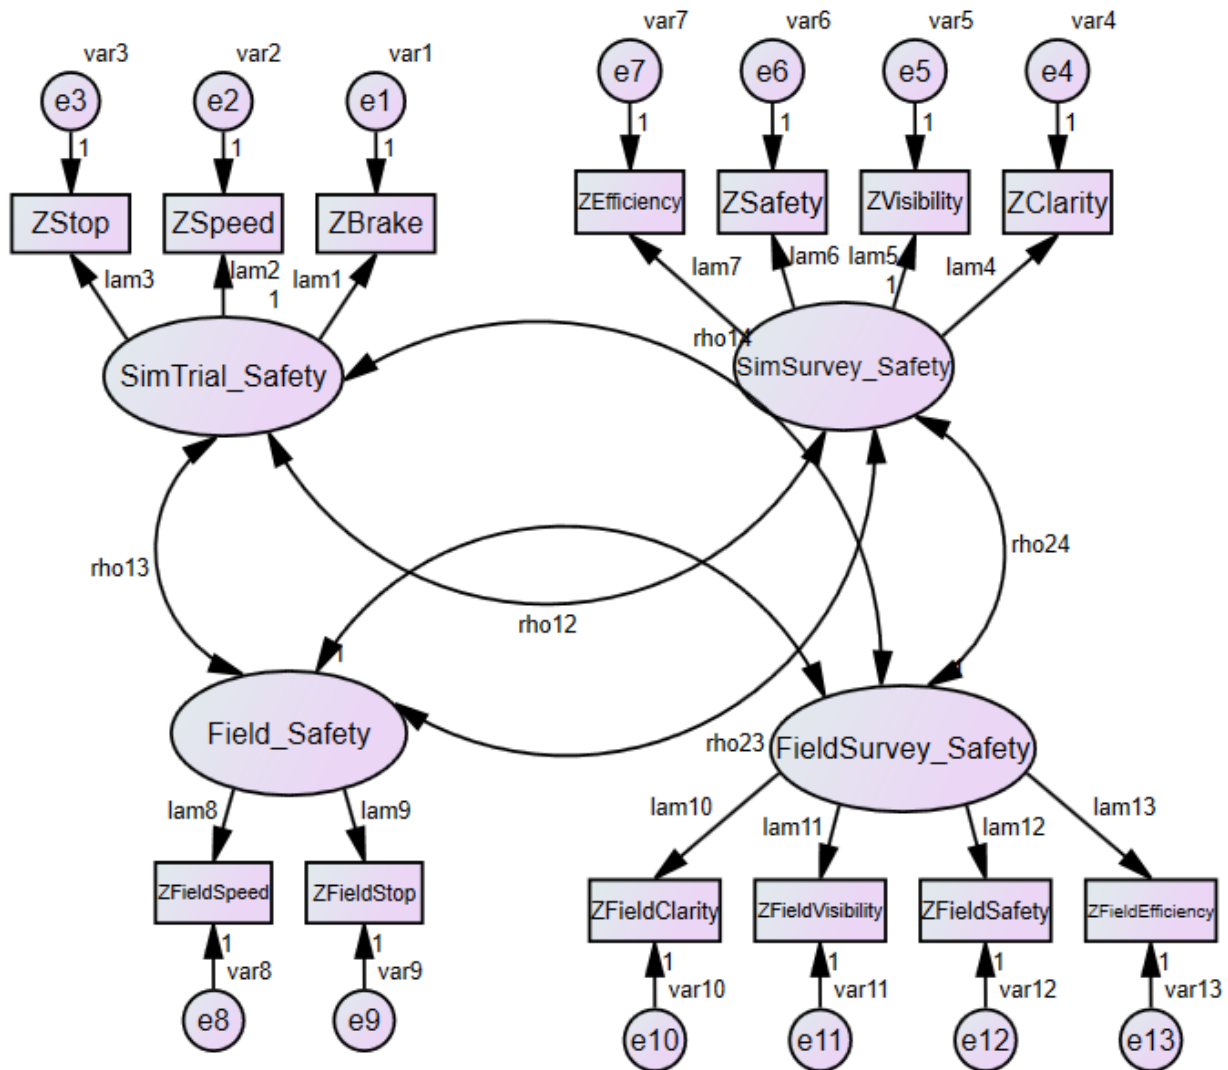 var3 var2 var1 var7 var6 var5 var4
e3 e2 e1 e7 e6 e5 e4
1 1 1 1 1 1 1
ZStop ZSpeed ZBrake ZEfficiency ZSafety ZVisibility ZClarity
lam3 lam2 lam1 lam7 lam6 lam5 lam4
1 1
rho14
SimTrial_Safety SimSurvey_Safety
rho13 rho12 rho24
1
Field_Safety rho23 FieldSurvey_Safety
lam8 lam9 lam10 lam11 lam12 lam13
ZFieldSpeed ZFieldStop ZFieldClarity ZFieldVisibility ZFieldSafety ZFieldEfficiency
1 1 1 1 1 1
var8 var9 var10 var11 var12 var13
e8 e9 e10 e11 e12 e13